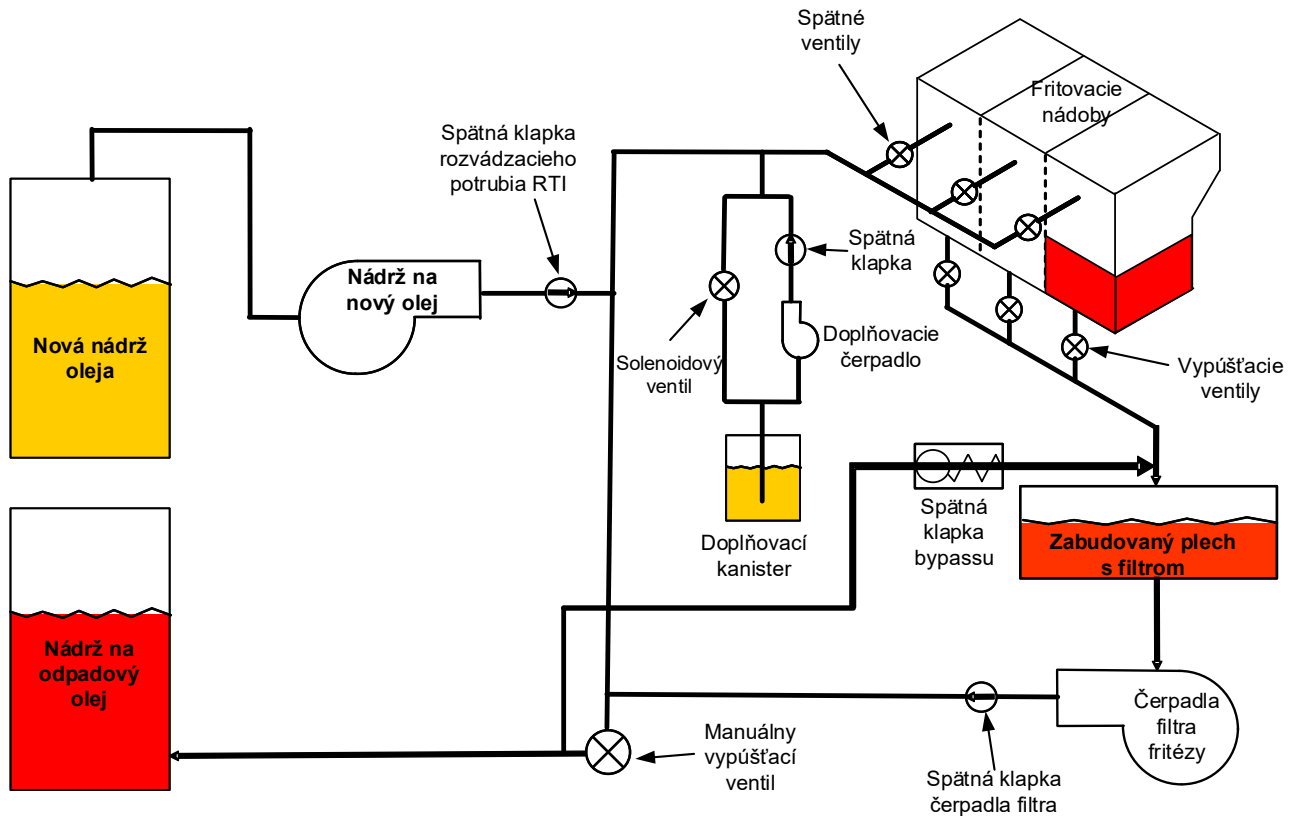 Spätné
ventily
Fritovacie
nádoby
Spätná klapka
rozvádzacieho
potrubia RTI
Spätná
klapka
Nádrž na
nový olej
Nová nádrž
oleja
Solenoidový
ventil
Doplňovacie
čerpadlo
Vypúšťacie
ventily
Spätná
klapka
bypassu
Doplňovací
kanister
Zabudovaný plech
s filtrom
Nádrž na
odpadový
olej
Manuálny
vypúšťací
ventil
Čerpadla
filtra
fritézy
Spätná klapka
čerpadla filtra